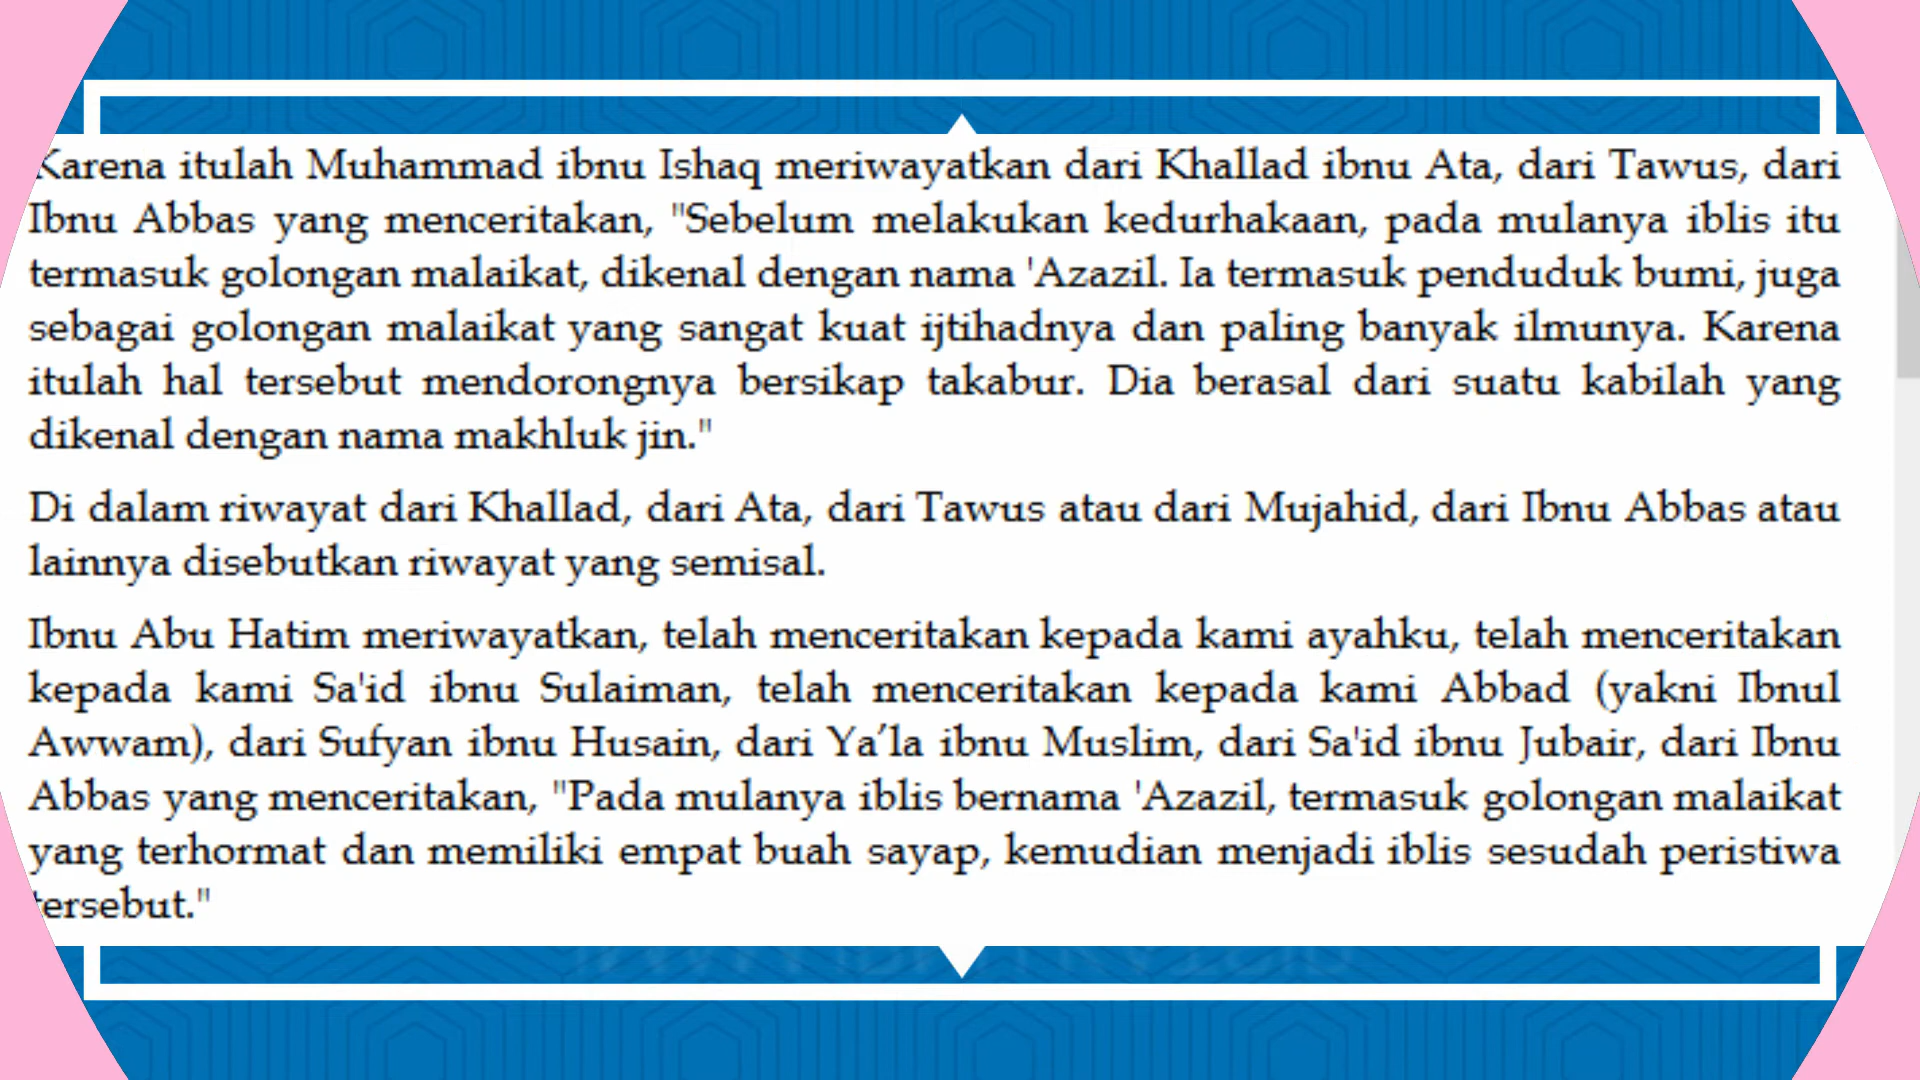 Karena itulah Muhammad ibnu Ishaq meriwayatkan dari Khallad ibnu Ata, dari Tawus, dari
Ibnu Abbas yang menceritakan, "Sebelum melakukan kedurhakaan, pada mulanya iblis itu
termasuk golongan malaikat, dikenal dengan nama 'Azazil. Ia termasuk penduduk bumi, juga
sebagai golongan malaikat yang sangat kuat ijtihadnya dan paling banyak ilmunya. Karena
itulah hal tersebut mendorongnya bersikap takabur. Dia berasal dari suatu kabilah yang
dikenal dengan nama makhluk jin."
Di dalam riwayat dari Khallad, dari Ata, dari Tawus atau dari Mujahid, dari Ibnu Abbas atau
lainnya disebutkan riwayat yang semisal.
Ibnu Abu Hatim meriwayatkan, telah menceritakan kepada kami ayahku, telah menceritakan
kepada kami Sa'id ibnu Sulaiman, telah menceritakan kepada kami Abbad (yakni Ibnul
Awwam), dari Sufyan ibnu Husain, dari Ya’la ibnu Muslim, dari Sa'id ibnu Jubair, dari Ibnu
Abbas yang menceritakan, "Pada mulanya iblis bernama 'Azazil, termasuk golongan malaikat
yang terhormat dan memiliki empat buah sayap, kemudian menjadi iblis sesudah peristiwa
tersebut."